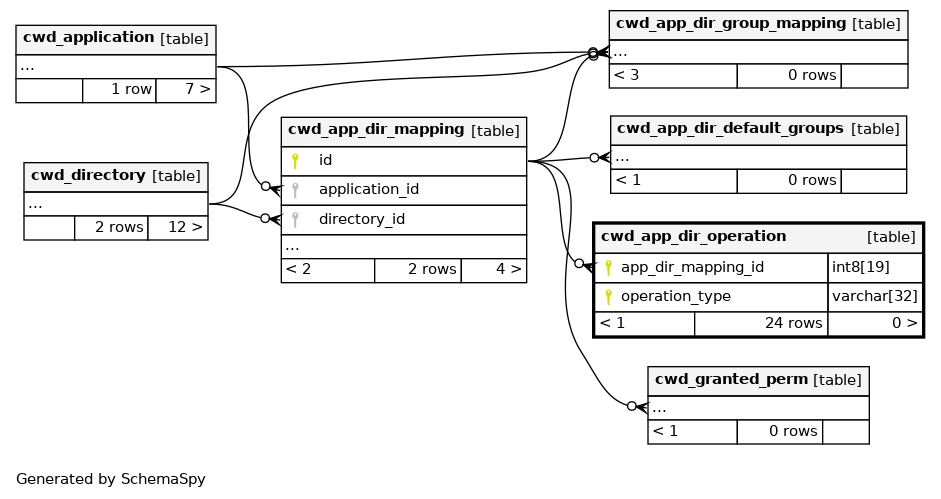 cwd_application [table]
...
1 row 7 >
cwd_directory [table]
...
2 rows 12 >
cwd_app_dir_mapping [table]
id
application_id
directory_id
...
< 2 2 rows 4 >
cwd_app_dir_group_mapping [table]
...
< 3 0 rows
cwd_app_dir_default_groups [table]
...
< 1 0 rows
cwd_app_dir_operation [table]
app_dir_mapping_id int8[19]
operation_type varchar[32]
< 1 24 rows 0 >
cwd_granted_perm [table]
...
< 1 0 rows
Generated by SchemaSpy